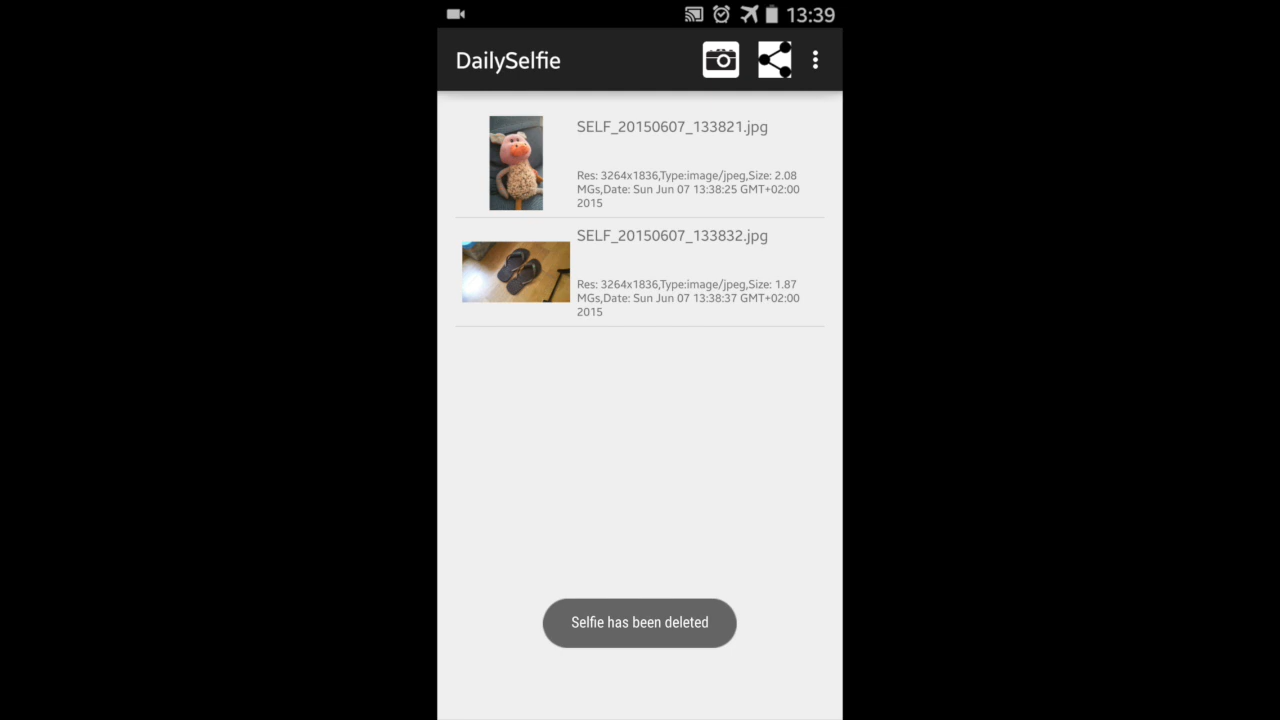 13:39
DailySelfie
SELF_20150607_133821.jpg
Res: 3264x1836,Type:image/jpeg,Size: 2.08
MGs,Date: Sun Jun 07 13:38:25 GMT+02:00
2015
SELF_20150607_133832.jpg
Res: 3264x1836,Type:image/jpeg,Size: 1.87
MGs,Date: Sun Jun 07 13:38:37 GMT+02:00
2015
Selfie has been deleted